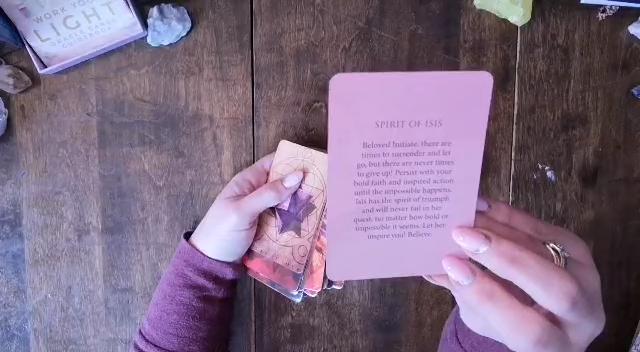 WORK YOUR
LIGHT
ORACLE CARDS
GUIDEBOOK
SPIRIT OF ISIS
Beloved Initiate, there are
times to surrender and let
go, but there are never times
to give up! Persist with your
bold faith and inspired action
until the impossible happens.
Isis has the spirit of triumph
and will never fail in her
quest, no matter how bold or
impossible it seems. Let her
inspire you! Believe.